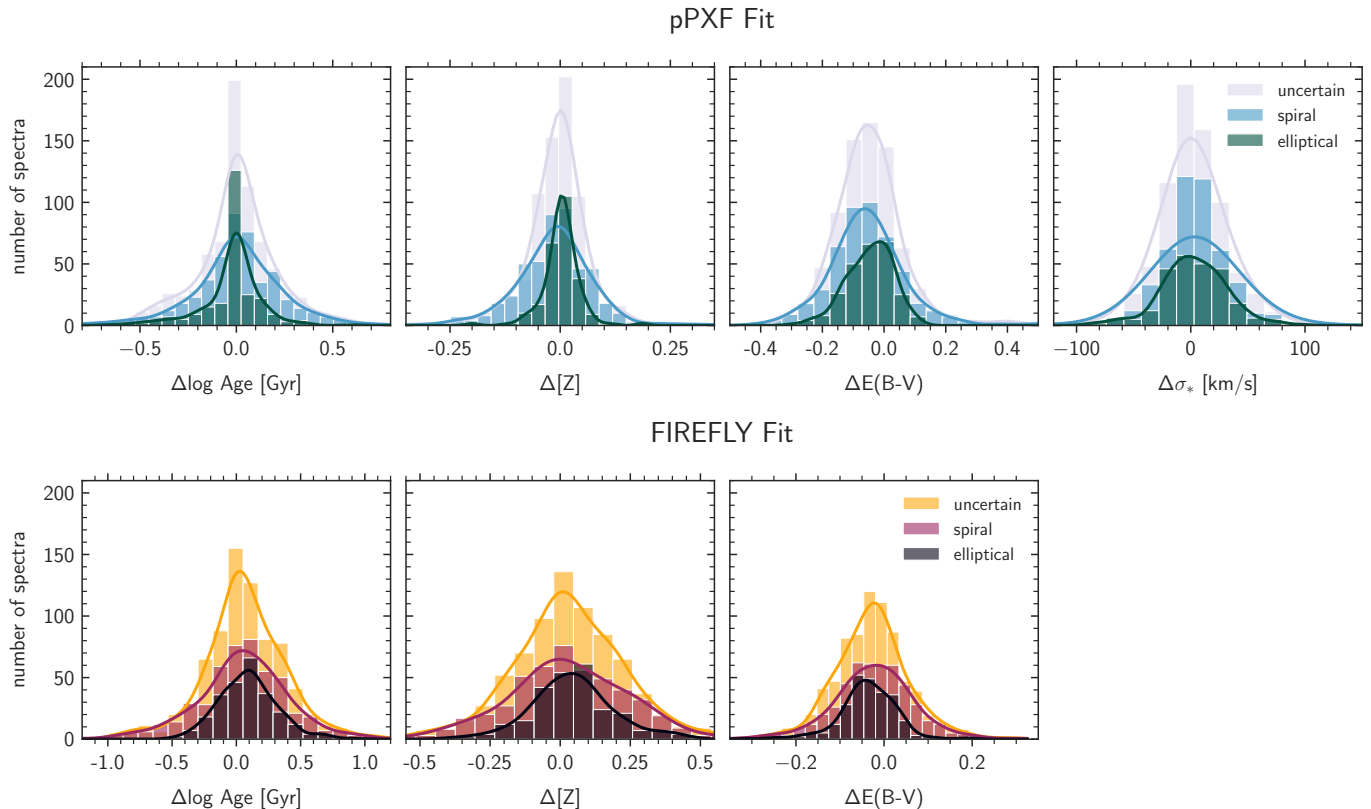 pPXF Fit
number of spectra
0
50
100
150
200
−0.5
0.0
0.5
Δlog Age [Gyr]
-0.25
0.0
0.25
Δ[Z]
-0.4
-0.2
0.0
0.2
0.4
ΔE(B-V)
uncertain
spiral
elliptical
−100
0
100
Δσ* [km/s]
FIREFLY Fit
number of spectra
0
50
100
150
200
-1.0
-0.5
0.0
0.5
1.0
Δlog Age [Gyr]
-0.5
-0.25
0.0
0.25
0.5
Δ[Z]
uncertain
spiral
elliptical
−0.2
0.0
0.2
ΔE(B-V)